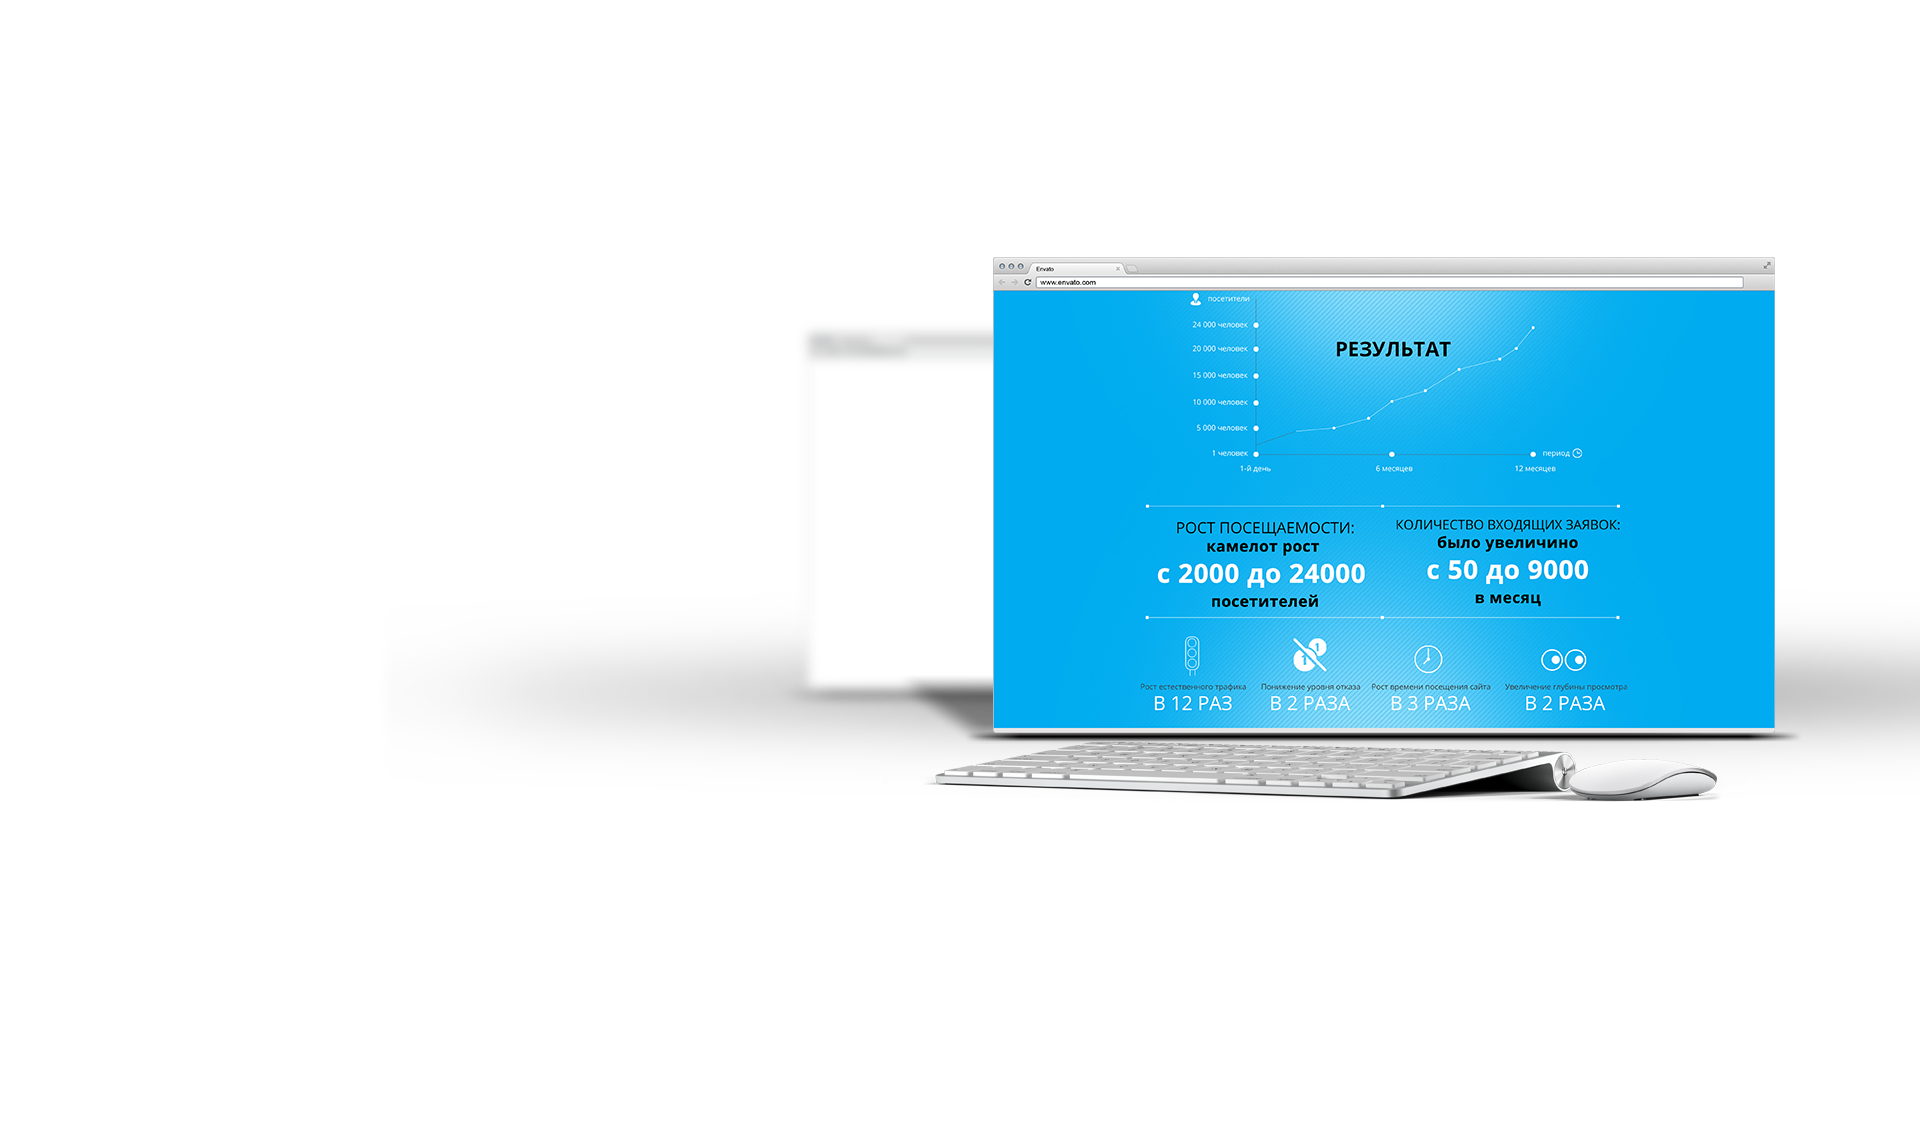 Envato
www.envato.com
посетители
24 000 человек
20 000 человек
15 000 человек
10 000 человек
5 000 человек
1 человек
РЕЗУЛЬТАТ
период
1-й день
6 месяцев
12 месяцев
РОСТ ПОСЕЩАЕМОСТИ:
камелот рост
с 2000 до 24000
посетителей
КОЛИЧЕСТВО ВХОДЯЩИХ ЗАЯВОК:
было увеличино
с 50 до 9000
в месяц
1 1
Рост естественного трафика
В 12 РАЗ
Понижение уровня отказа
В 2 РАЗА
Рост времени посещения сайта
В 3 РАЗА
Увеличение глубины просмотра
В 2 РАЗА